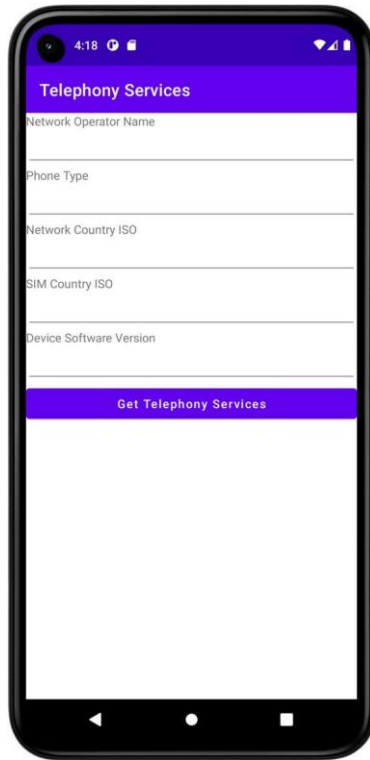 4:18
Telephony Services
Network Operator Name
Phone Type
Network Country ISO
SIM Country ISO
Device Software Version
Get Telephony Services